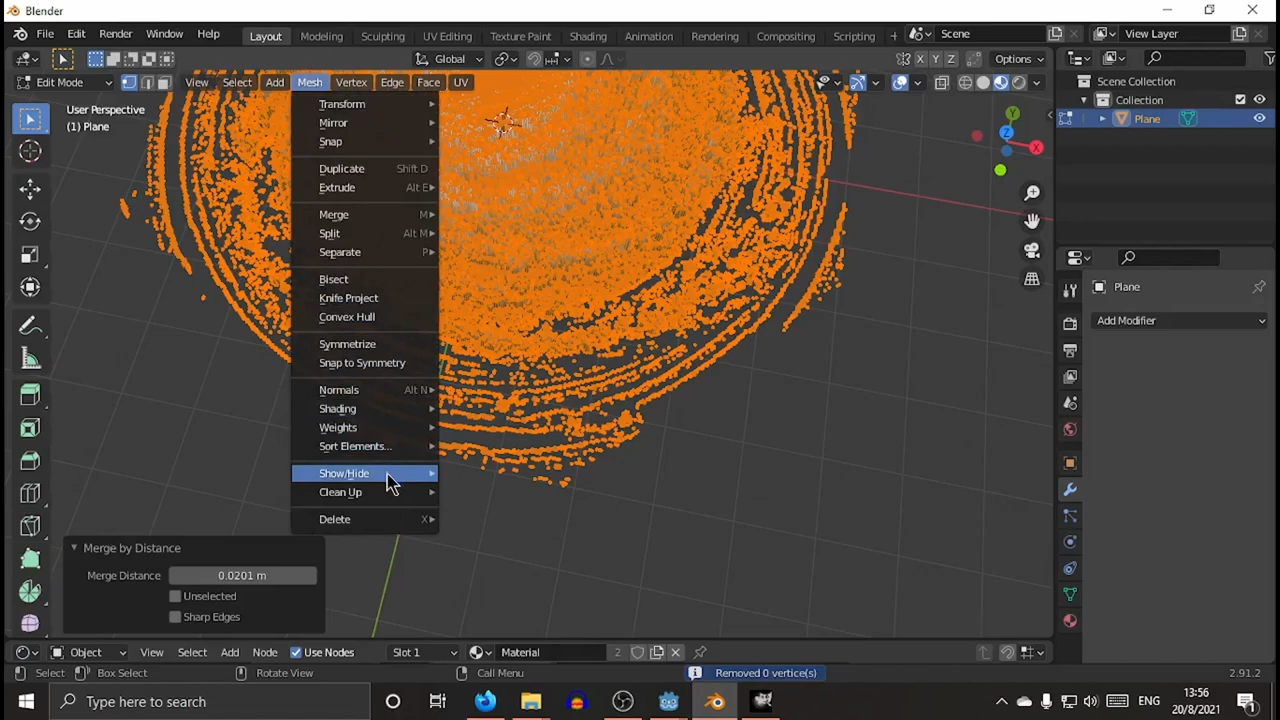 Blender
File Edit Render Window Help Layout Modeling Sculpting UV Editing Texture Paint Shading Animation Rendering Compositing Scripting + Scene View Layer
Global X Y Z Options
Edit Mode View Select Add Mesh Vertex Edge Face UV
Scene Collection
Collection
Plane
User Perspective
(1) Plane
Transform
Mirror
Snap
Duplicate Shift D
Extrude Alt E
Merge M
Split Alt M
Separate P
Bisect
Knife Project
Convex Hull
Symmetrize
Snap to Symmetry
Normals Alt N
Shading
Weights
Sort Elements...
Show/Hide
Clean Up
Delete X
Y
Z
X
Plane
Add Modifier
Merge by Distance
Merge Distance 0.0201 m
Unselected
Sharp Edges
Object View Select Add Node Use Nodes Slot 1 Material 2
Select Box Select Rotate View Call Menu Removed 0 vertice(s) 2.91.2
Type here to search
ENG
13:56
20/8/2021
1